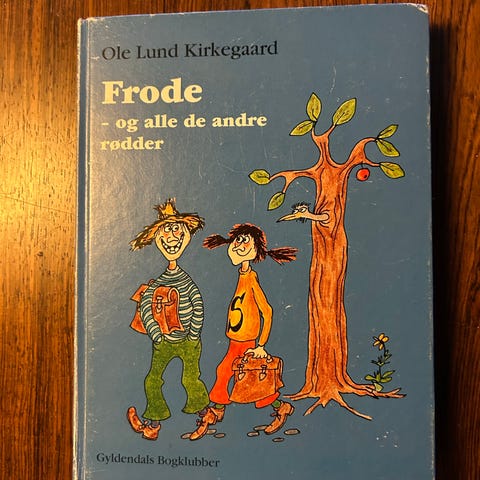 Ole Lund Kirkegaard
Frode
- og alle de andre
rødder
S
Gyldendals Bogklubber